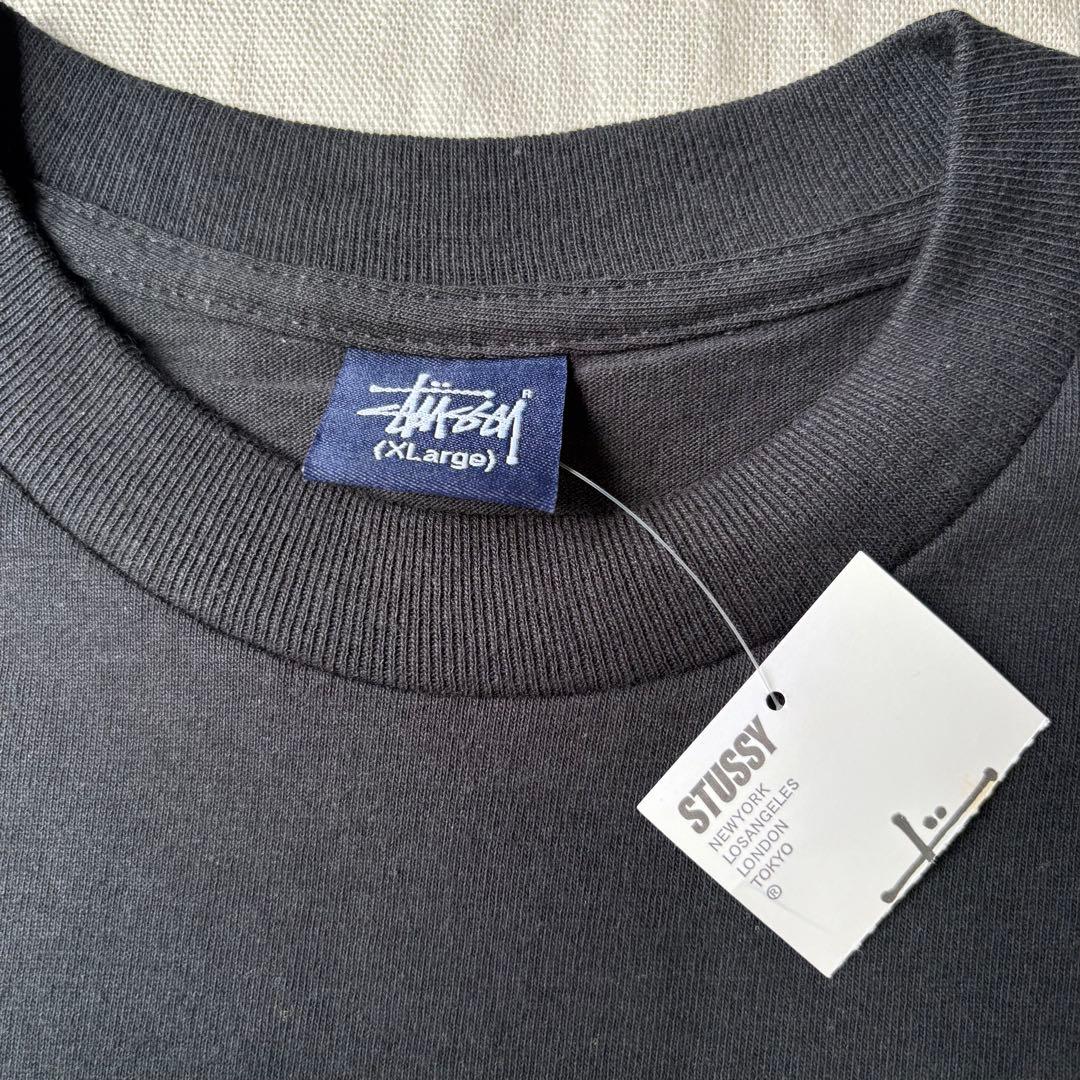 stüssy®
(XLarge)
STUSSY
NEWYORK
LOSANGELES
LONDON
TOKYO
®